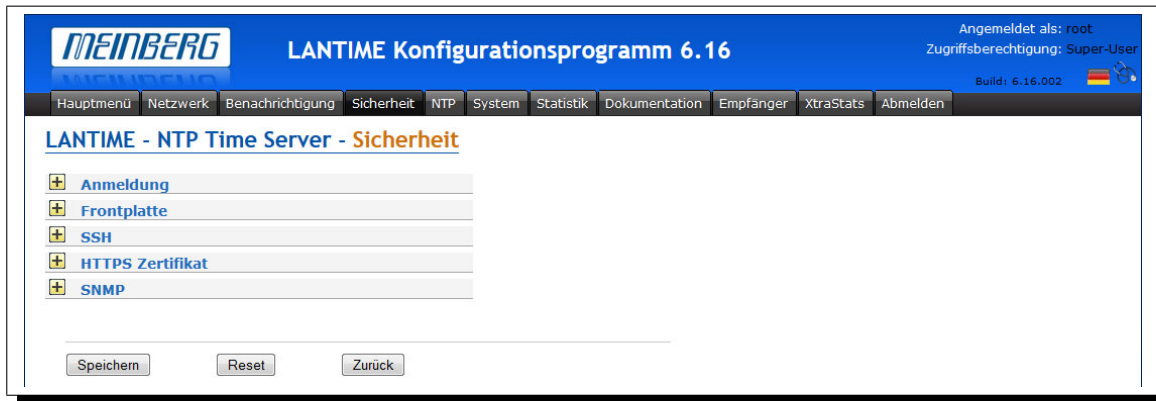 MEINBERG
LANTIME Konfigurationsprogramm 6.16
Angemeldet als: root
Zugriffsberechtigung: Super-User
Build: 6.16.002
Hauptmenü Netzwerk Benachrichtigung Sicherheit NTP System Statistik Dokumentation Empfänger XtraStats Abmelden
LANTIME - NTP Time Server - Sicherheit
Anmeldung
Frontplatte
SSH
HTTPS Zertifikat
SNMP
Speichern Reset Zurück